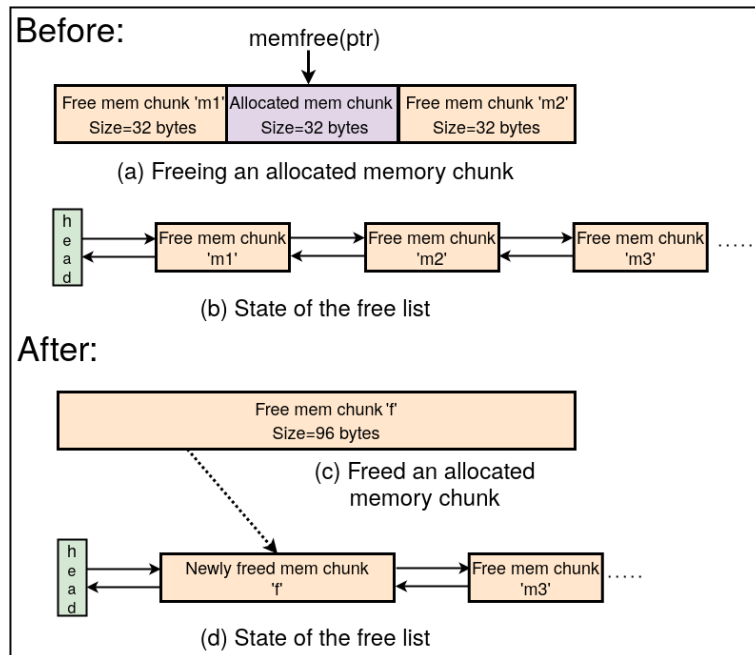 Before:
memfree(ptr)
Free mem chunk 'm1' Allocated mem chunk Free mem chunk 'm2'
Size=32 bytes Size=32 bytes Size=32 bytes
(a) Freeing an allocated memory chunk
head
Free mem chunk Free mem chunk Free mem chunk
'm1' 'm2' 'm3' .....
(b) State of the free list
After:
Free mem chunk 'f'
Size=96 bytes
(c) Freed an allocated
memory chunk
head
Newly freed mem chunk Free mem chunk
'f' 'm3' .....
(d) State of the free list